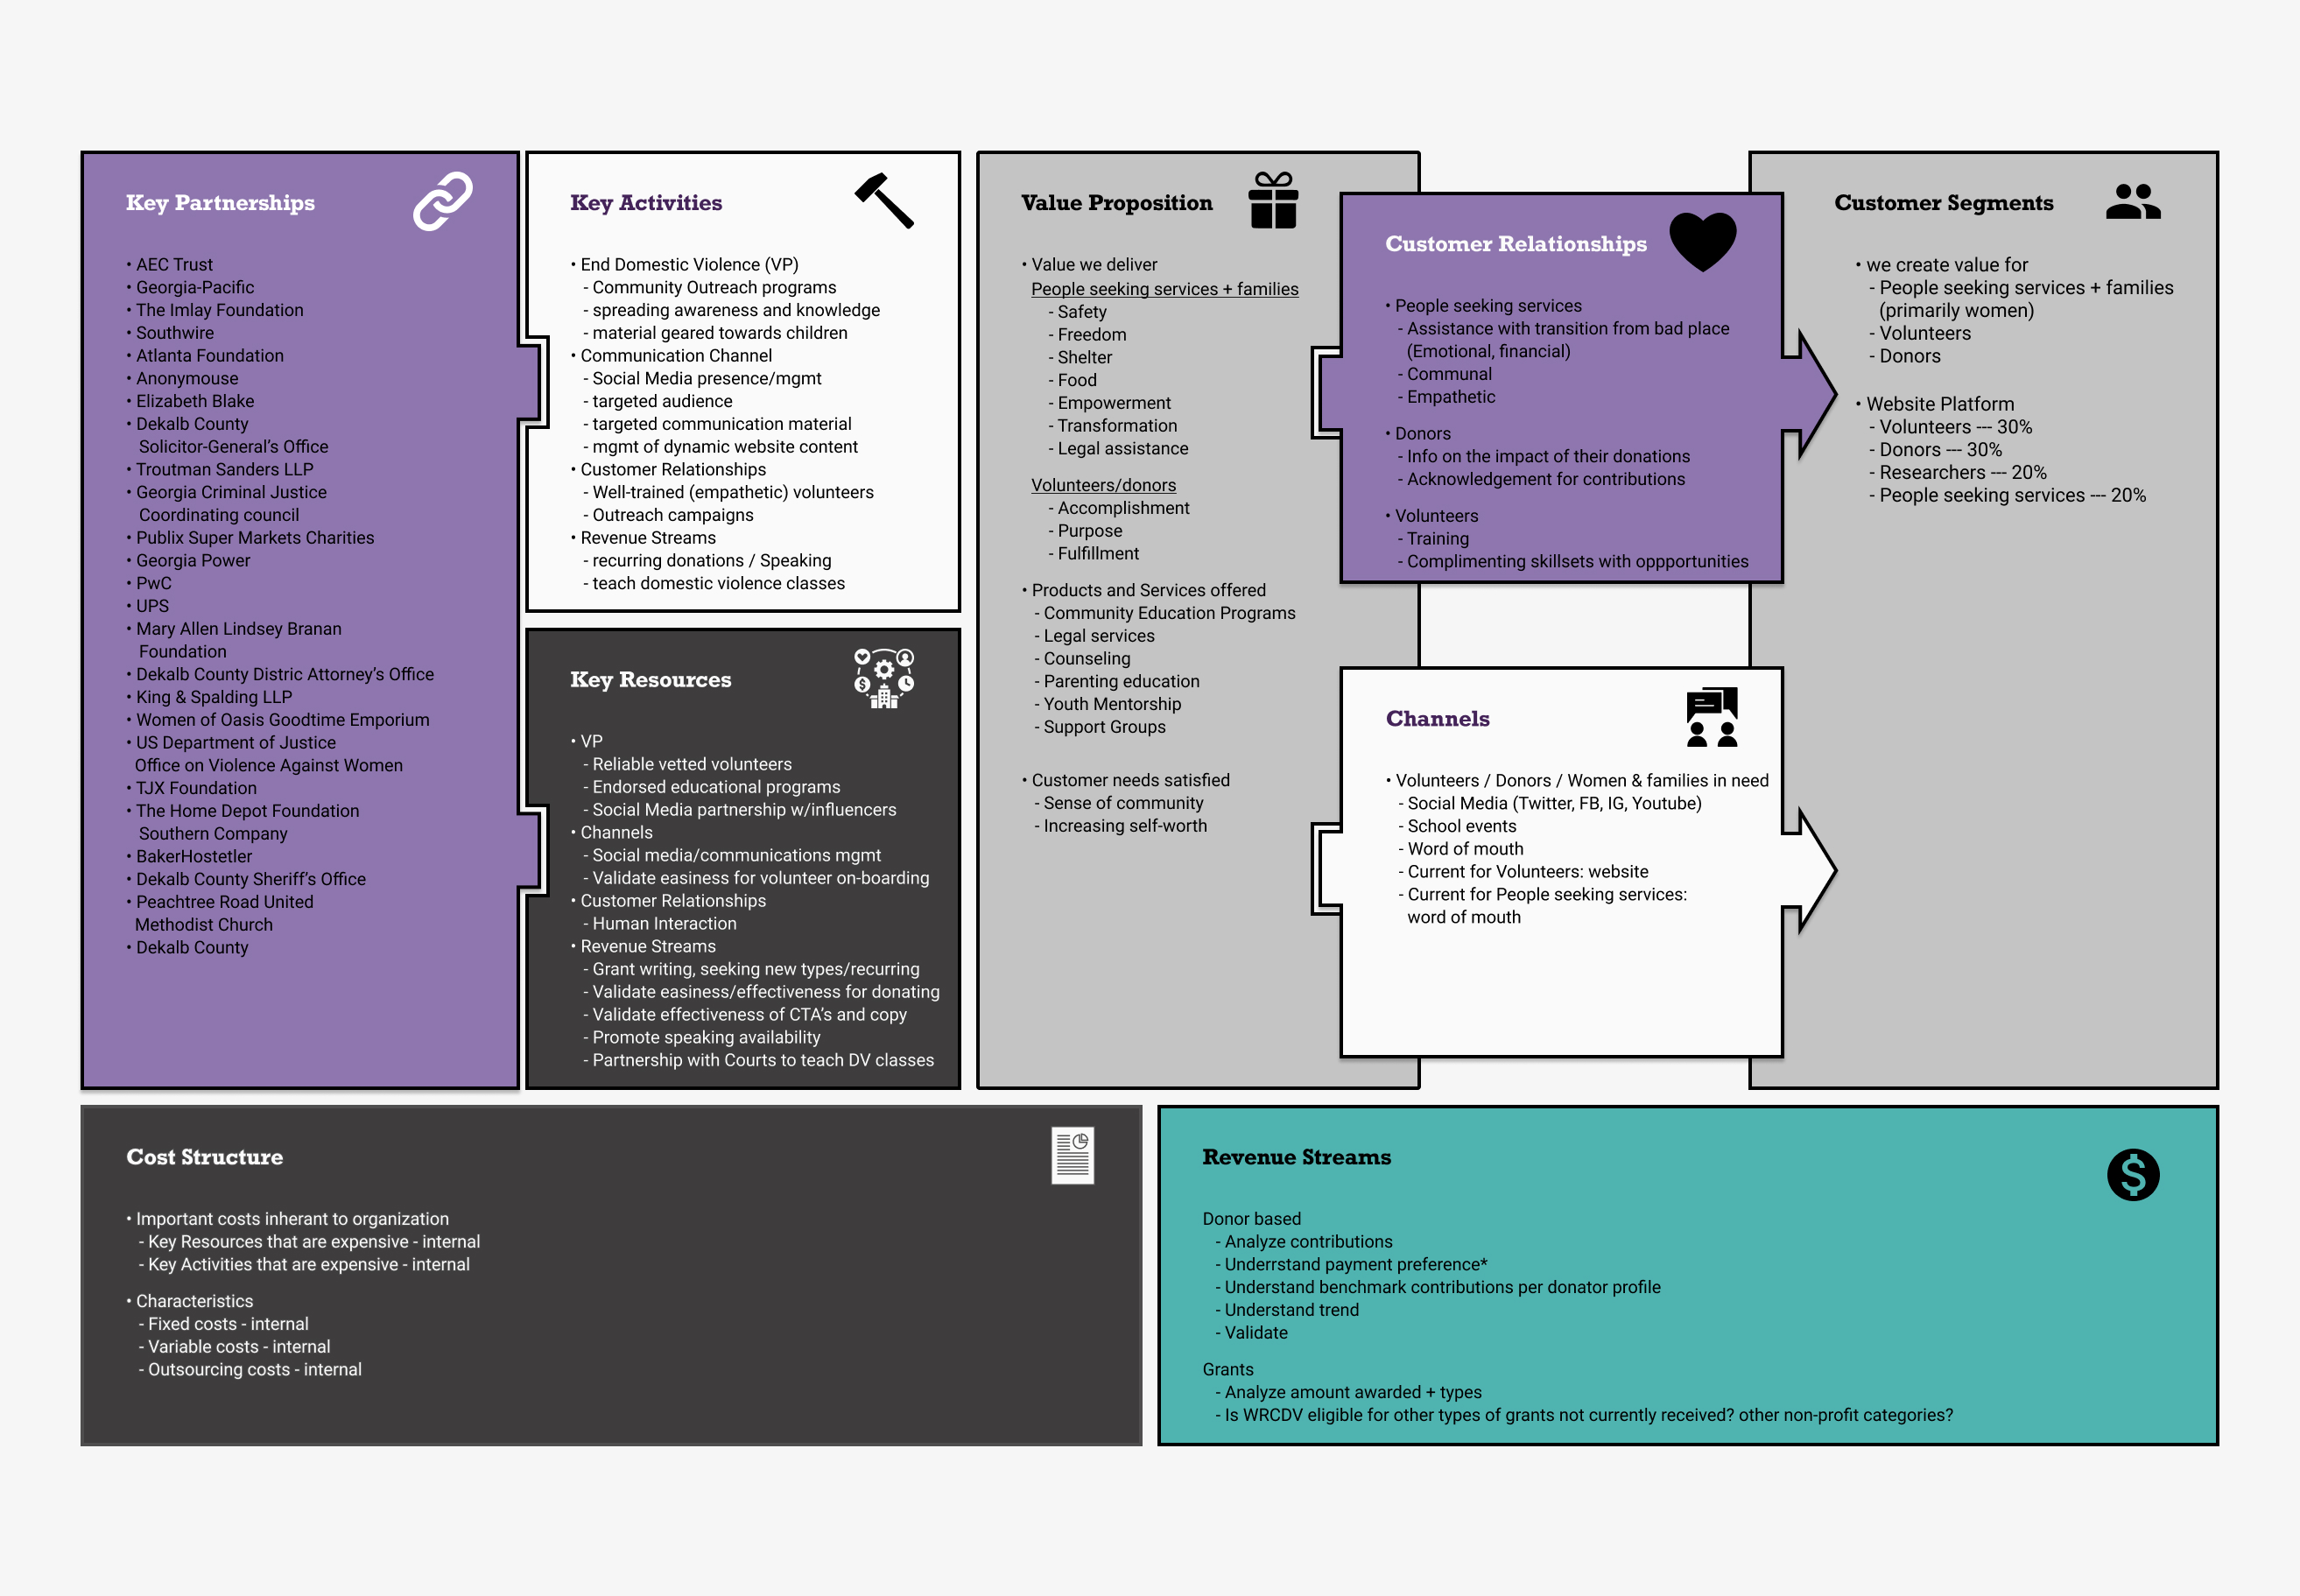 Key Partnerships
• AEC Trust
• Georgia-Pacific
• The Imlay Foundation
• Southwire
• Atlanta Foundation
• Anonymouse
• Elizabeth Blake
• Dekalb County
Solicitor-General's Office
• Troutman Sanders LLP
• Georgia Criminal Justice
Coordinating council
• Publix Super Markets Charities
• Georgia Power
• PwC
• UPS
• Mary Allen Lindsey Branan
Foundation
• Dekalb County Distric Attorney's Office
• King & Spalding LLP
• Women of Oasis Goodtime Emporium
• US Department of Justice
Office on Violence Against Women
• TJX Foundation
• The Home Depot Foundation
Southern Company
• BakerHostetler
• Dekalb County Sheriff's Office
• Peachtree Road United
Methodist Church
• Dekalb County
Key Activities
• End Domestic Violence (VP)
- Community Outreach programs
- spreading awareness and knowledge
- material geared towards children
• Communication Channel
- Social Media presence/mgmt
- targeted audience
- targeted communication material
- mgmt of dynamic website content
• Customer Relationships
- Well-trained (empathetic) volunteers
- Outreach campaigns
• Revenue Streams
- recurring donations / Speaking
- teach domestic violence classes
Key Resources
• VP
- Reliable vetted volunteers
- Endorsed educational programs
- Social Media partnership w/influencers
• Channels
- Social media/communications mgmt
- Validate easiness for volunteer on-boarding
• Customer Relationships
- Human Interaction
• Revenue Streams
- Grant writing, seeking new types/recurring
- Validate easiness/effectiveness for donating
- Validate effectiveness of CTA's and copy
- Promote speaking availability
- Partnership with Courts to teach DV classes
Value Proposition
• Value we deliver
People seeking services + families
- Safety
- Freedom
- Shelter
- Food
- Empowerment
- Transformation
- Legal assistance
Volunteers/donors
- Accomplishment
- Purpose
- Fulfillment
• Products and Services offered
- Community Education Programs
- Legal services
- Counseling
- Parenting education
- Youth Mentorship
- Support Groups
• Customer needs satisfied
- Sense of community
- Increasing self-worth
Customer Relationships
• People seeking services
- Assistance with transition from bad place
(Emotional, financial)
- Communal
- Empathetic
• Donors
- Info on the impact of their donations
- Acknowledgement for contributions
• Volunteers
- Training
- Complimenting skillsets with oppportunities
Channels
• Volunteers / Donors / Women & families in need
- Social Media (Twitter, FB, IG, Youtube)
- School events
- Word of mouth
- Current for Volunteers: website
- Current for People seeking services:
word of mouth
Customer Segments
• we create value for
- People seeking services + families
(primarily women)
- Volunteers
- Donors
• Website Platform
- Volunteers --- 30%
- Donors --- 30%
- Researchers --- 20%
- People seeking services --- 20%
Cost Structure
• Important costs inherant to organization
- Key Resources that are expensive - internal
- Key Activities that are expensive - internal
• Characteristics
- Fixed costs - internal
- Variable costs - internal
- Outsourcing costs - internal
Revenue Streams
Donor based
- Analyze contributions
- Underrstand payment preference*
- Understand benchmark contributions per donator profile
- Understand trend
- Validate
Grants
- Analyze amount awarded + types
- Is WRCDV eligible for other types of grants not currently received? other non-profit categories?